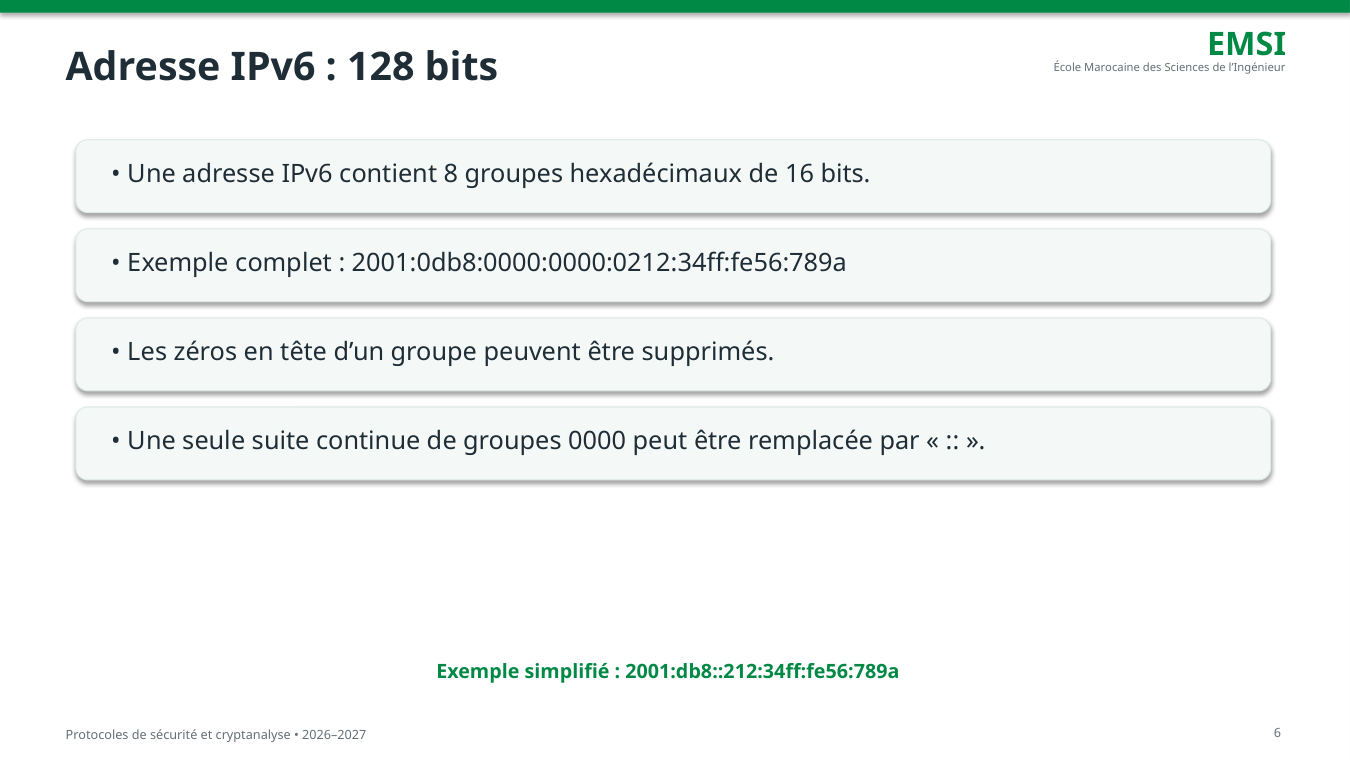 EMSI
École Marocaine des Sciences de l’Ingénieur
Adresse IPv6 : 128 bits
• Une adresse IPv6 contient 8 groupes hexadécimaux de 16 bits.
• Exemple complet : 2001:0db8:0000:0000:0212:34ff:fe56:789a
• Les zéros en tête d’un groupe peuvent être supprimés.
• Une seule suite continue de groupes 0000 peut être remplacée par « :: ».
Exemple simplifié : 2001:db8::212:34ff:fe56:789a
Protocoles de sécurité et cryptanalyse • 2026–2027
6